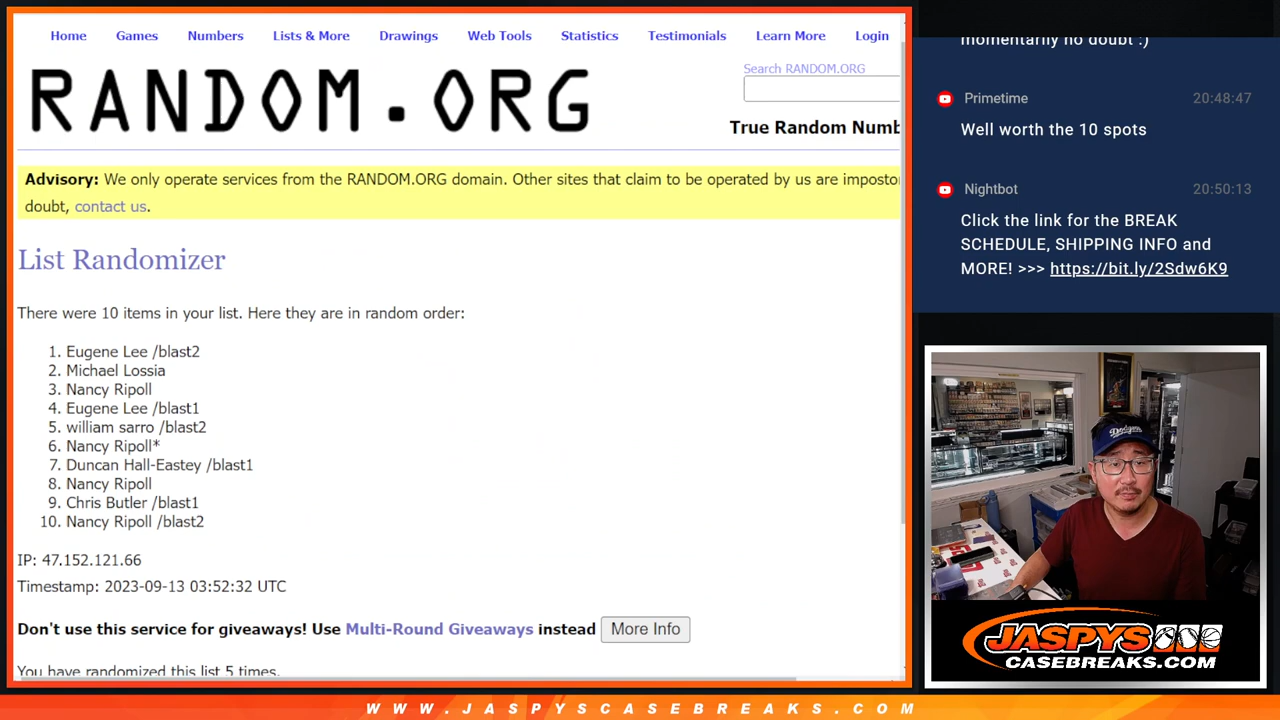 Home Games Numbers Lists & More Drawings Web Tools Statistics Testimonials Learn More Login
RANDOM.ORG
Search RANDOM.ORG
True Random Numb
Advisory: We only operate services from the RANDOM.ORG domain. Other sites that claim to be operated by us are impostor
doubt, contact us.
List Randomizer
There were 10 items in your list. Here they are in random order:
1. Eugene Lee /blast2
2. Michael Lossia
3. Nancy Ripoll
4. Eugene Lee /blast1
5. william sarro /blast2
6. Nancy Ripoll*
7. Duncan Hall-Eastey /blast1
8. Nancy Ripoll
9. Chris Butler /blast1
10. Nancy Ripoll /blast2
IP: 47.152.121.66
Timestamp: 2023-09-13 03:52:32 UTC
Don't use this service for giveaways! Use Multi-Round Giveaways instead More Info
You have randomized this list 5 times.
momentarily no doubt :)
Primetime 20:48:47
Well worth the 10 spots
Nightbot 20:50:13
Click the link for the BREAK
SCHEDULE, SHIPPING INFO and
MORE! >>> https://bit.ly/2Sdw6K9
Dodgers
JASPYS
CASEBREAKS.COM
WWW.JASPYSCASEBREAKS.COM